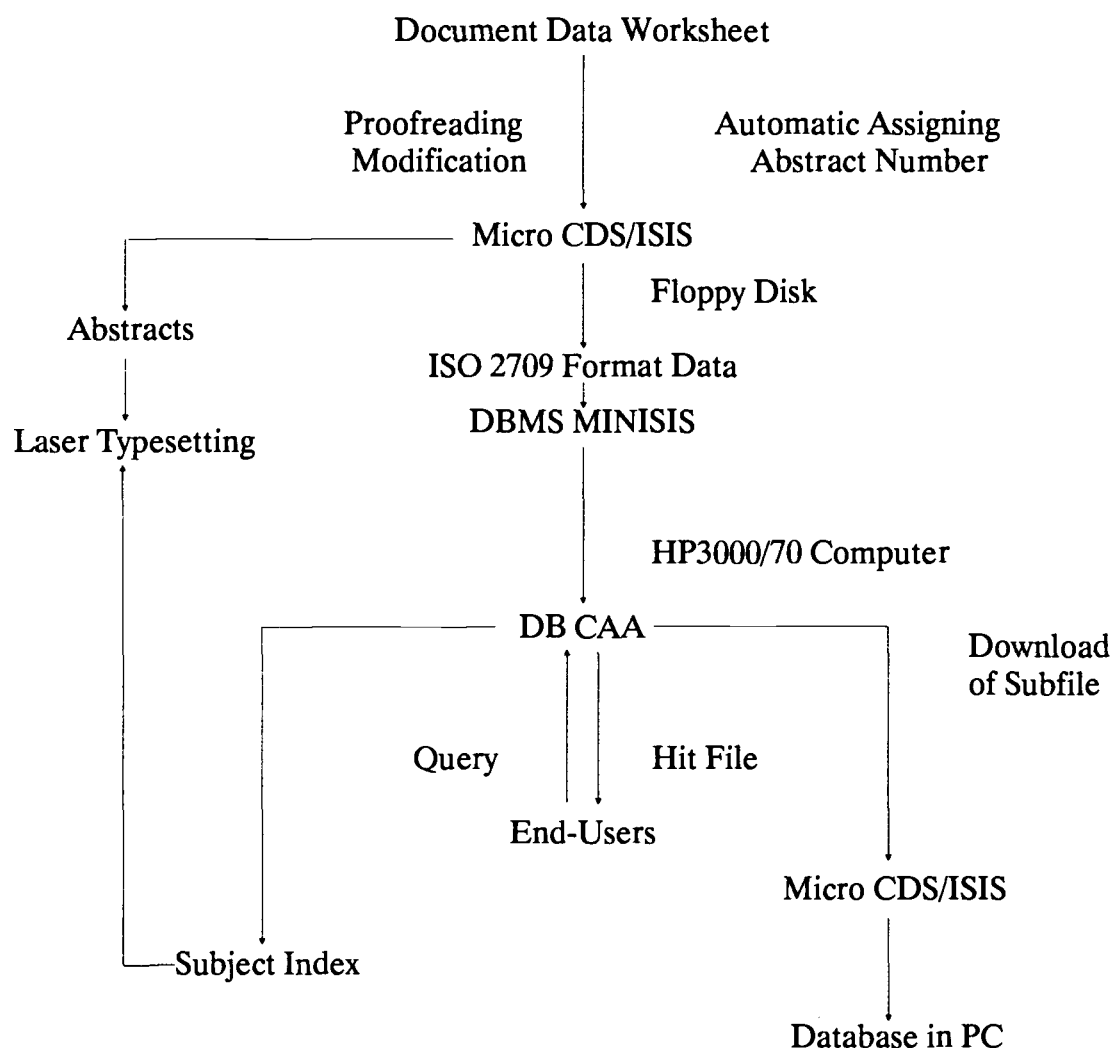 Document Data Worksheet
Proofreading
Modification
Automatic Assigning
Abstract Number
Micro CDS/ISIS
Floppy Disk
Abstracts
ISO 2709 Format Data
DBMS MINISIS
Laser Typesetting
HP3000/70 Computer
DB CAA
Download
of Subfile
Query
Hit File
End-Users
Micro CDS/ISIS
Subject Index
Database in PC